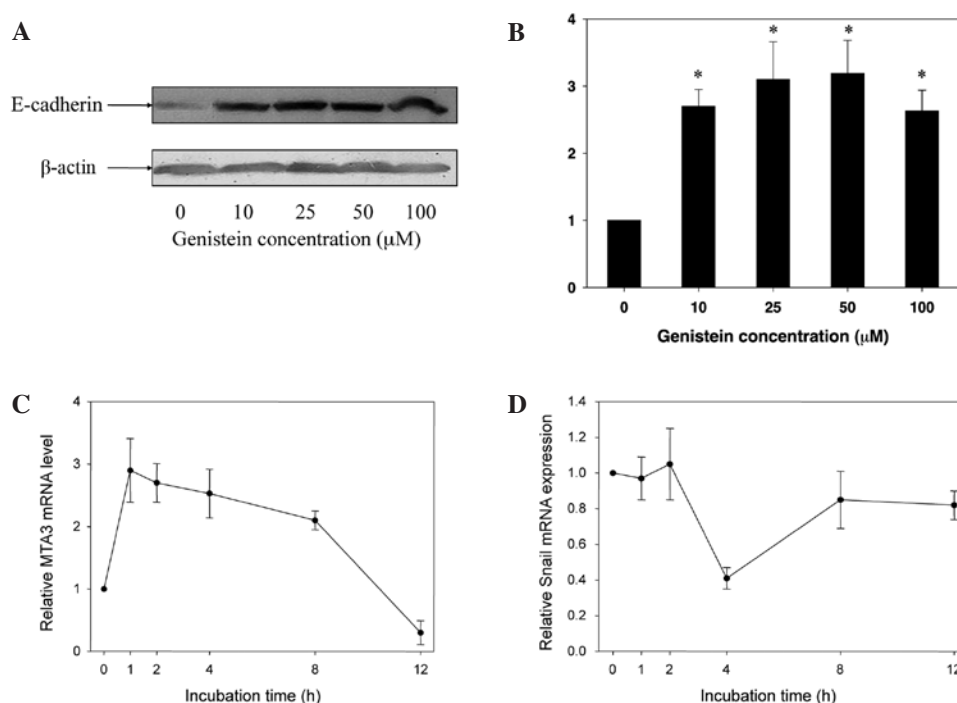 A
E-cadherin
β-actin
0 10 25 50 100
Genistein concentration (μM)
B
4
3
2
1
0
* * * *
0 10 25 50 100
Genistein concentration (μM)
C
Relative MTA3 mRNA level
4
3
2
1
0
0 1 2 4 8 12
Incubation time (h)
D
Relative Snail mRNA expression
1.4
1.2
1.0
0.8
0.6
0.4
0.2
0.0
0 1 2 4 8 12
Incubation time (h)